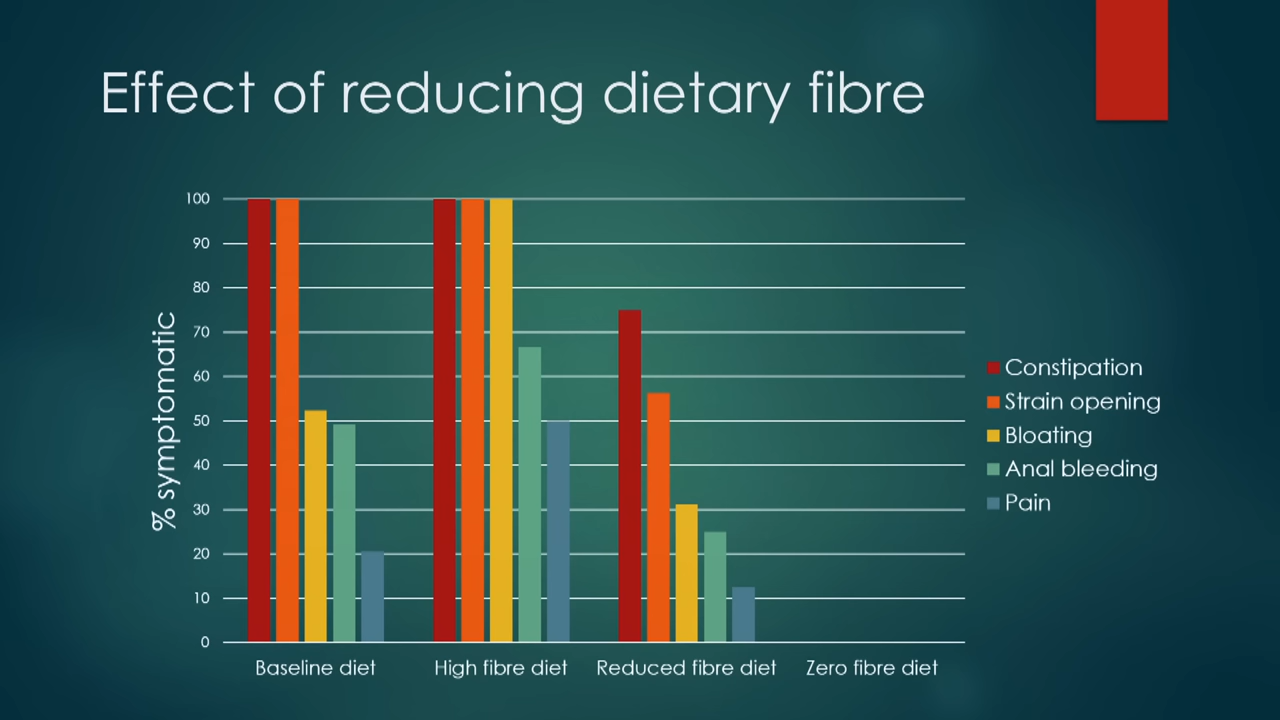 Effect of reducing dietary fibre
% symptomatic
100
90
80
70
60
50
40
30
20
10
0
Baseline diet
High fibre diet
Reduced fibre diet
Zero fibre diet
Constipation
Strain opening
Bloating
Anal bleeding
Pain